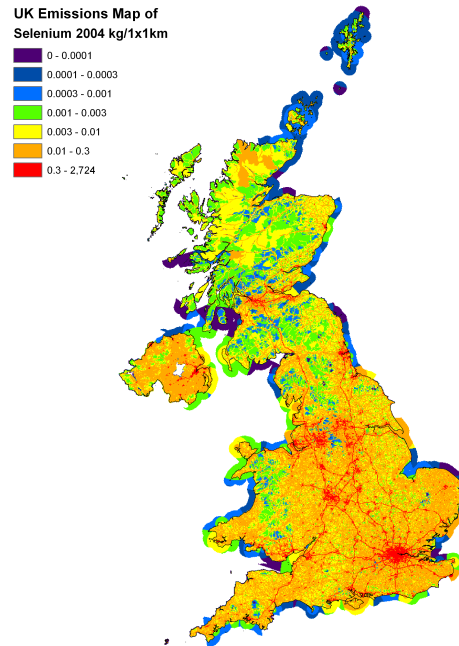 UK Emissions Map of
Selenium 2004 kg/1x1km
0 - 0.0001
0.0001 - 0.0003
0.0003 - 0.001
0.001 - 0.003
0.003 - 0.01
0.01 - 0.3
0.3 - 2,724